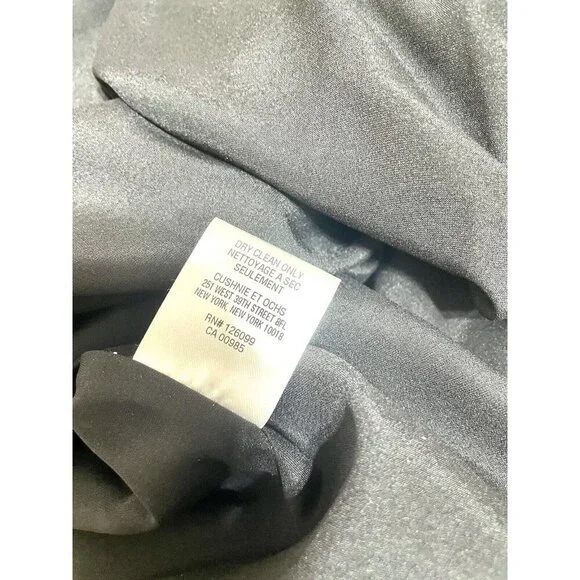 DRY CLEAN ONLY
NETTOYAGE A SEC
SEULEMENT
CUSHNIE ET OCHS
251 WEST 39TH STREET 8FL
NEW YORK, NEW YORK 10018
RN# 126099
CA 00985